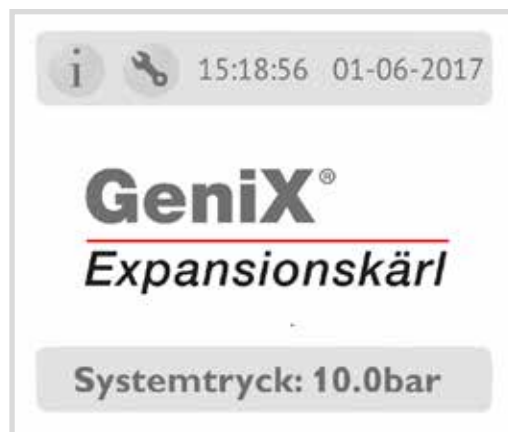 i 15:18:56 01-06-2017
GeniX®
Expansionskärl
Systemtryck: 10.0bar